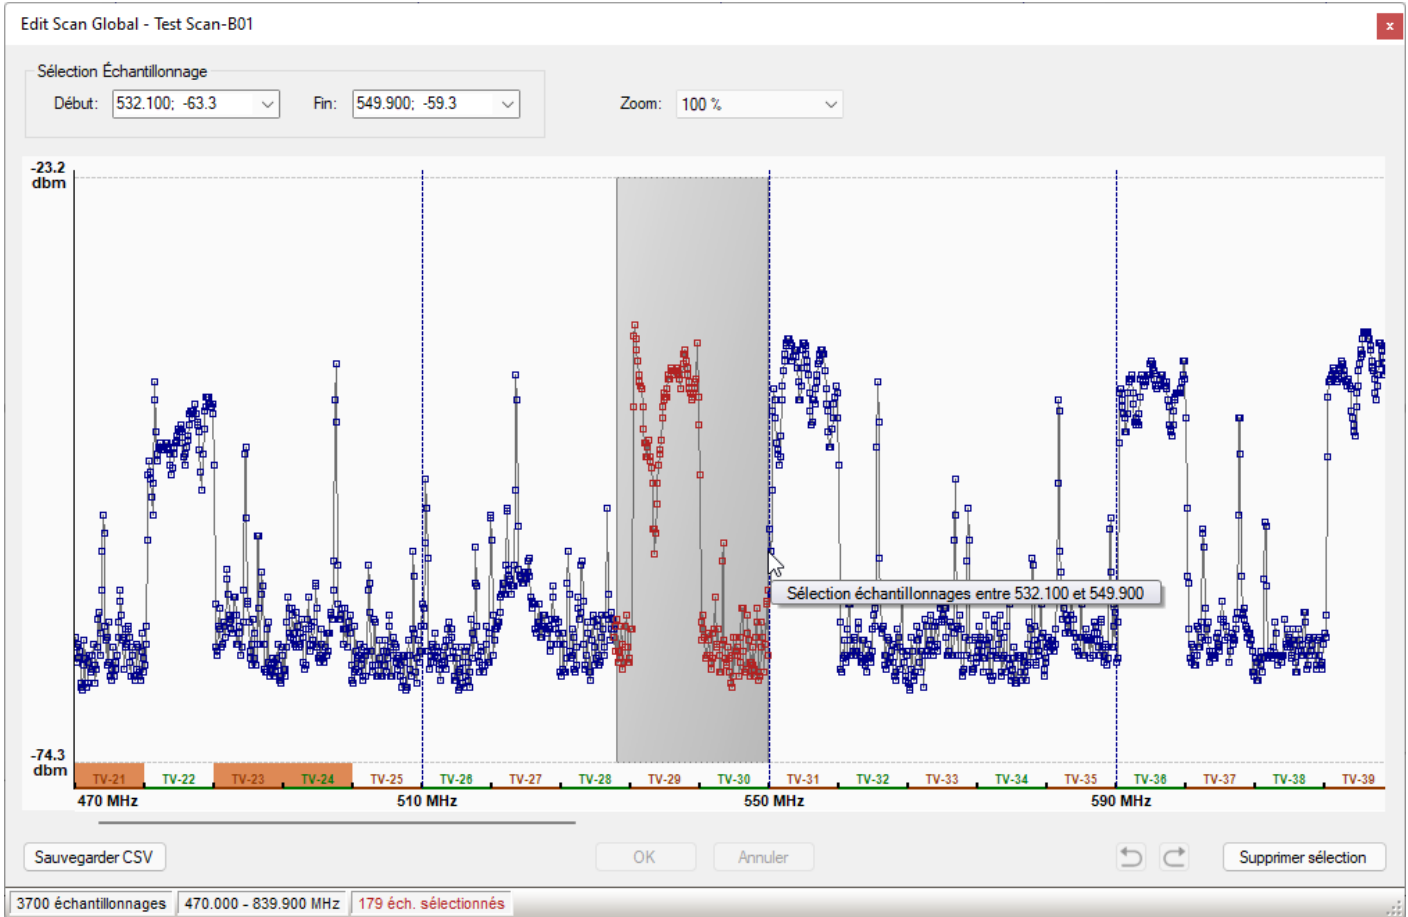 Edit Scan Global - Test Scan-B01
x
Sélection Échantillonnage
Début: 532.100; -63.3 Fin: 549.900; -59.3 Zoom: 100 %
-23.2
dbm
Sélection échantillonages entre 532.100 et 549.900
-74.3
dbm
TV-21 TV-22 TV-23 TV-24 TV-25 TV-26 TV-27 TV-28 TV-29 TV-30 TV-31 TV-32 TV-33 TV-34 TV-35 TV-36 TV-37 TV-38 TV-39
470 MHz 510 MHz 550 MHz 590 MHz
Sauvegarder CSV OK Annuler Supprimer sélection
3700 échantillonnages 470.000 - 839.900 MHz 179 éch. sélectionnés